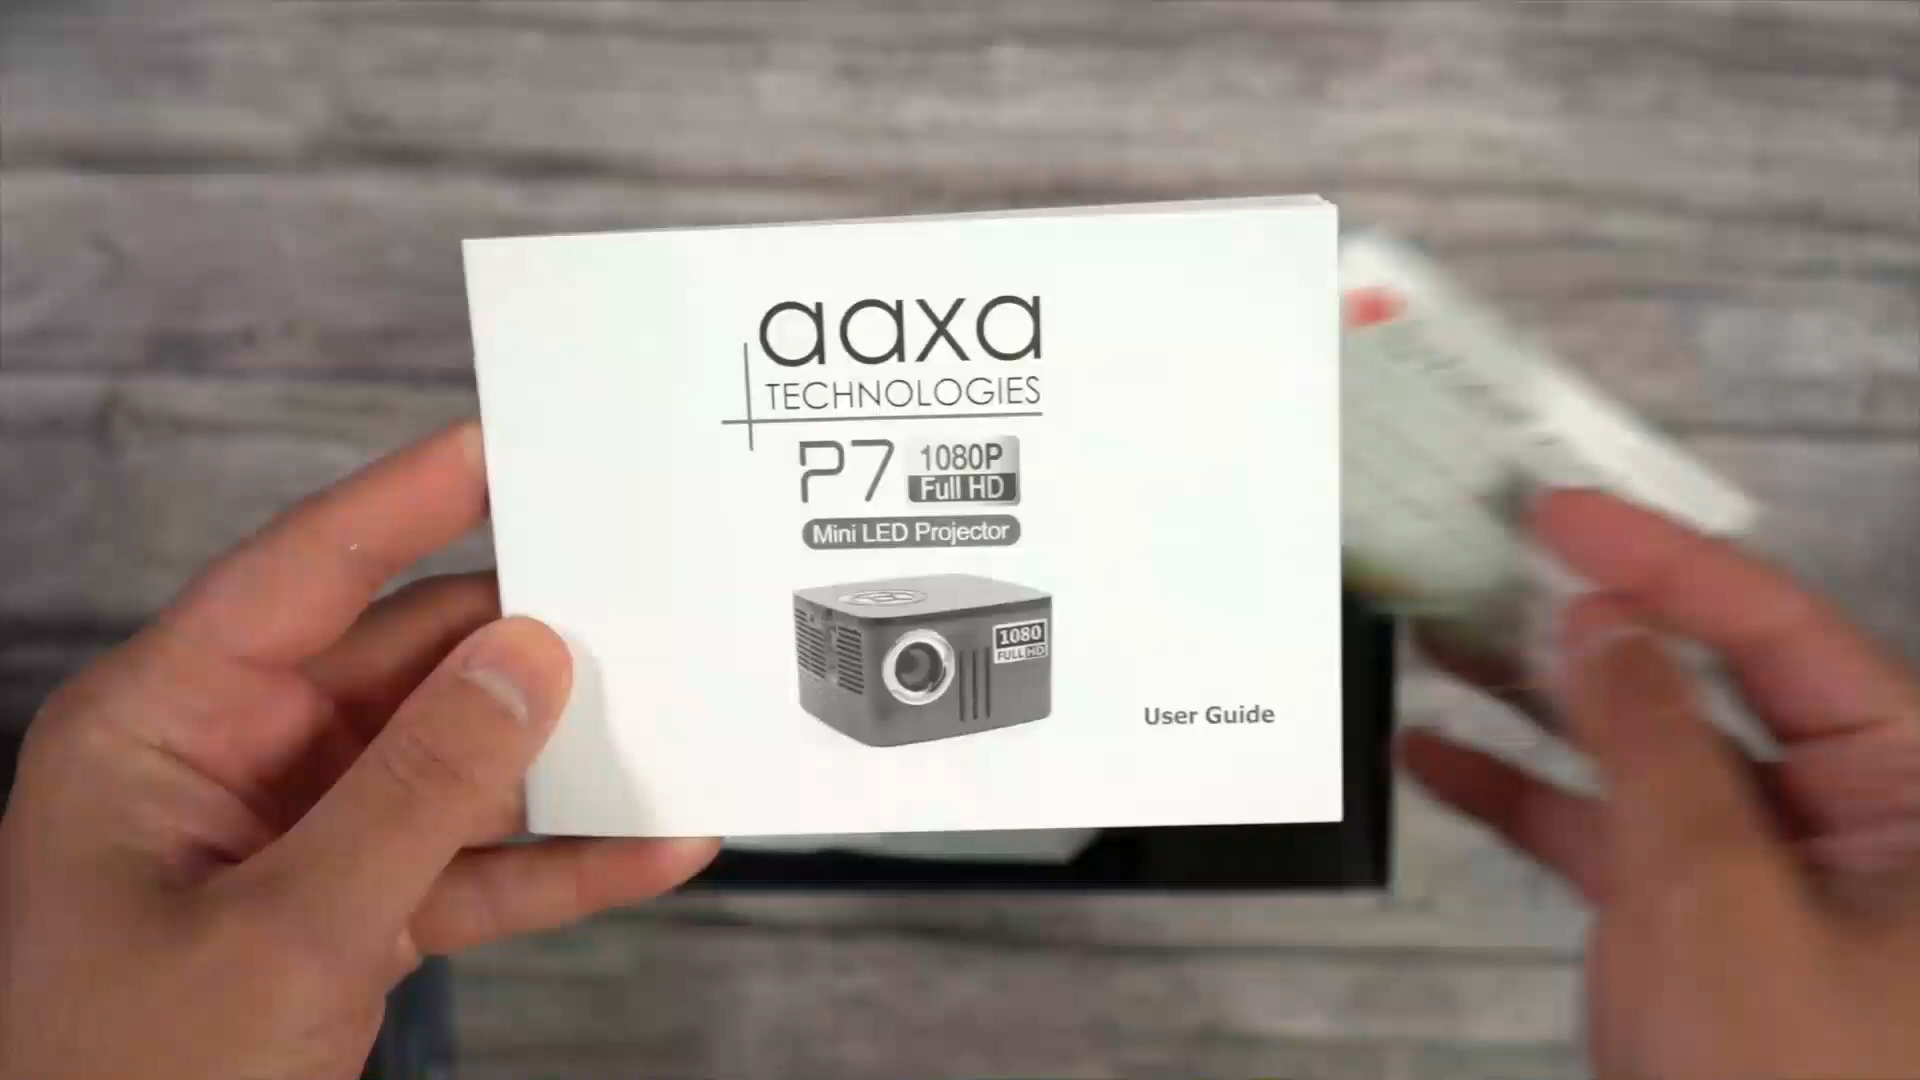 aaxa
TECHNOLOGIES
P7 1080P
Full HD
Mini LED Projector
1080
FULL HD
User Guide